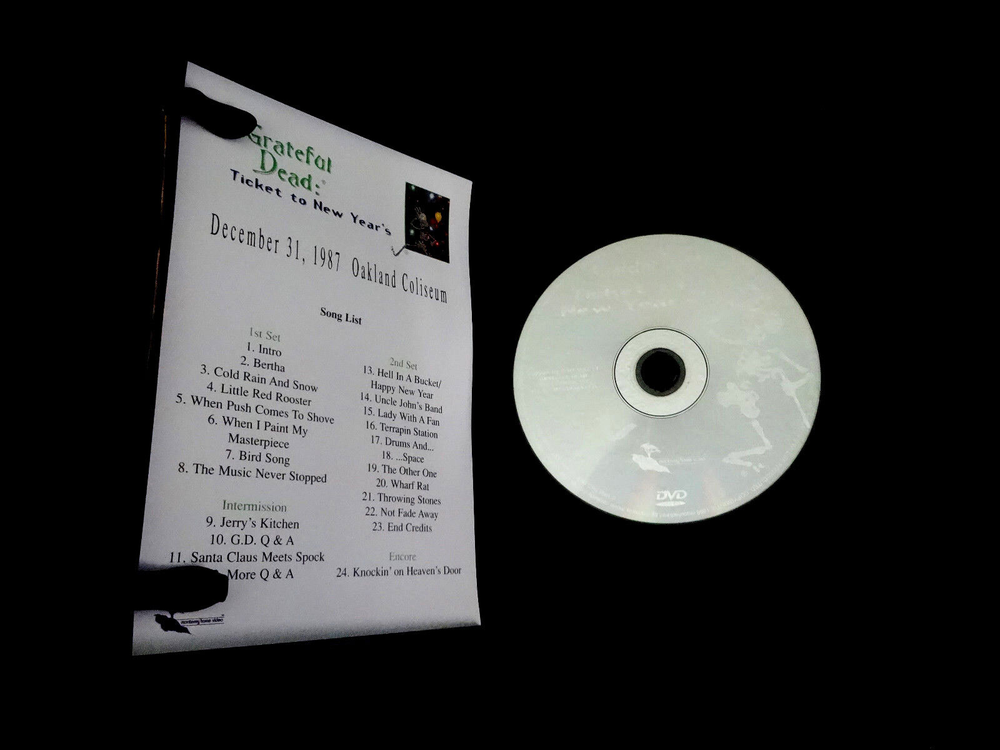 Grateful
Dead:
Ticket to New Year's
December 31, 1987 Oakland Coliseum
Song List
1st Set
1. Intro
2. Bertha
3. Cold Rain And Snow
4. Little Red Rooster
5. When Push Comes To Shove
6. When I Paint My
Masterpiece
7. Bird Song
8. The Music Never Stopped
Intermission
9. Jerry's Kitchen
10. G.D. Q & A
11. Santa Claus Meets Spock
More Q & A
2nd Set
13. Hell In A Bucket/
Happy New Year
14. Uncle John's Band
15. Lady With A Fan
16. Terrapin Station
17. Drums And...
18. ...Space
19. The Other One
20. Wharf Rat
21. Throwing Stones
22. Not Fade Away
23. End Credits
Encore
24. Knockin' on Heaven's Door
monterey home video
DVD